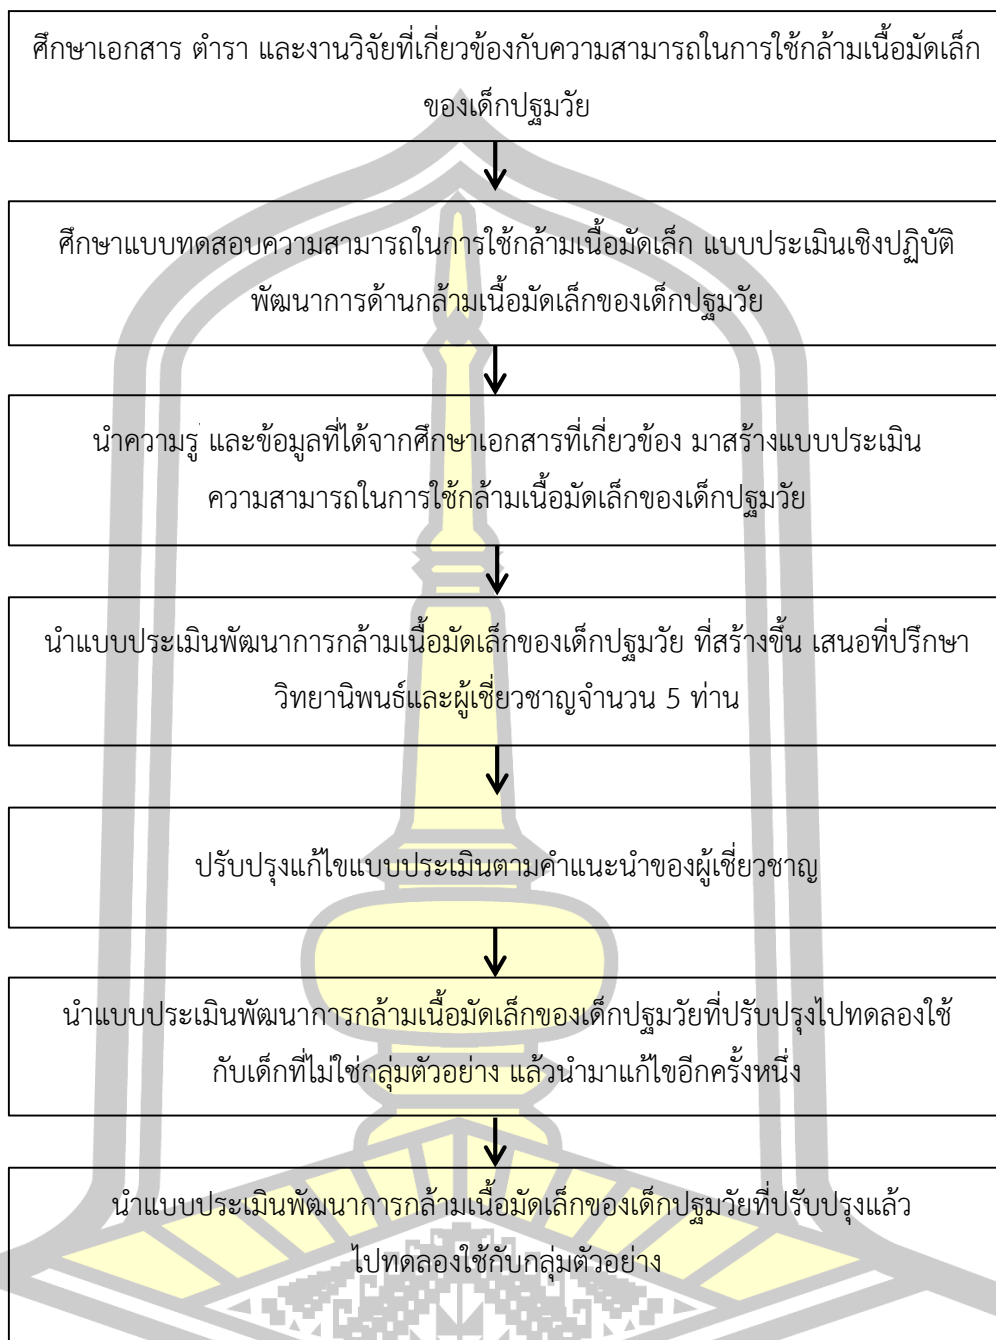 ศึกษาเอกสาร ตำรา และงานวิจัยที่เกี่ยวข้องกับความสามารถในการใช้กล้ามเนื้อมัดเล็ก
ของเด็กปฐมวัย
ศึกษาแบบทดสอบความสามารถในการใช้กล้ามเนื้อมัดเล็ก แบบประเมินเชิงปฏิบัติ
พัฒนาการด้านกล้ามเนื้อมัดเล็กของเด็กปฐมวัย
นำความรู้ และข้อมูลที่ได้จากศึกษาเอกสารที่เกี่ยวข้อง มาสร้างแบบประเมิน
ความสามารถในการใช้กล้ามเนื้อมัดเล็กของเด็กปฐมวัย
นำแบบประเมินพัฒนาการกล้ามเนื้อมัดเล็กของเด็กปฐมวัย ที่สร้างขึ้น เสนอที่ปรึกษา
วิทยานิพนธ์และผู้เชี่ยวชาญจำนวน 5 ท่าน
ปรับปรุงแก้ไขแบบประเมินตามคำแนะนำของผู้เชี่ยวชาญ
นำแบบประเมินพัฒนาการกล้ามเนื้อมัดเล็กของเด็กปฐมวัยที่ปรับปรุงไปทดลองใช้
กับเด็กที่ไม่ใช่กลุ่มตัวอย่าง แล้วนำมาแก้ไขอีกครั้งหนึ่ง
นำแบบประเมินพัฒนาการกล้ามเนื้อมัดเล็กของเด็กปฐมวัยที่ปรับปรุงแล้ว
ไปทดลองใช้กับกลุ่มตัวอย่าง